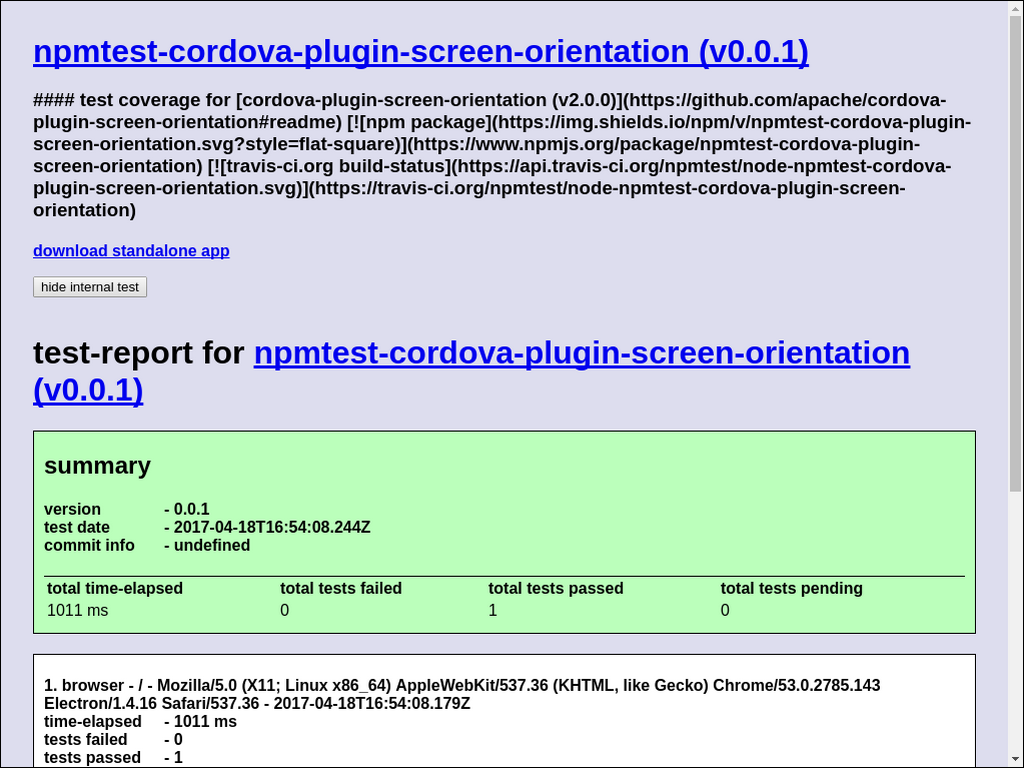 npmtest-cordova-plugin-screen-orientation (v0.0.1)
#### test coverage for [cordova-plugin-screen-orientation (v2.0.0)](https://github.com/apache/cordova-
plugin-screen-orientation#readme) [![npm package](https://img.shields.io/npm/v/npmtest-cordova-plugin-
screen-orientation.svg?style=flat-square)](https://www.npmjs.org/package/npmtest-cordova-plugin-
screen-orientation) [![travis-ci.org build-status](https://api.travis-ci.org/npmtest/node-npmtest-cordova-
plugin-screen-orientation.svg)](https://travis-ci.org/npmtest/node-npmtest-cordova-plugin-screen-
orientation)
download standalone app
hide internal test
test-report for npmtest-cordova-plugin-screen-orientation
(v0.0.1)
summary
version - 0.0.1
test date - 2017-04-18T16:54:08.244Z
commit info - undefined
total time-elapsed total tests failed total tests passed total tests pending
1011 ms 0 1 0
1. browser - / - Mozilla/5.0 (X11; Linux x86_64) AppleWebKit/537.36 (KHTML, like Gecko) Chrome/53.0.2785.143
Electron/1.4.16 Safari/537.36 - 2017-04-18T16:54:08.179Z
time-elapsed - 1011 ms
tests failed - 0
tests passed - 1